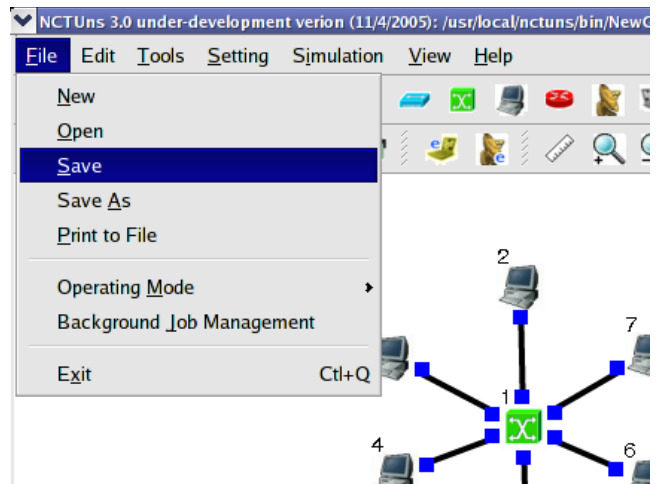 NCTUns 3.0 under-development verion (11/4/2005): /usr/local/nctuns/bin/NewG
File Edit Tools Setting Simulation View Help
New
Open
Save
Save As
Print to File
Operating Mode
Background Job Management
Exit Ctl+Q
2
7
1
4
6
e
e